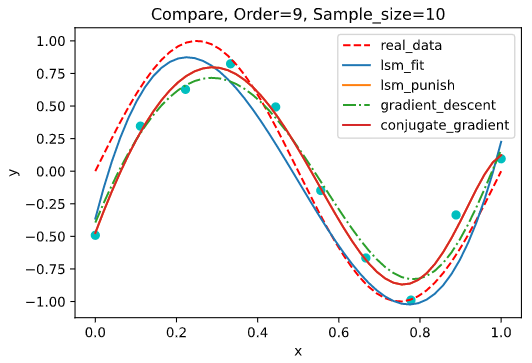 Compare, Order=9, Sample_size=10
real_data
lsm_fit
lsm_punish
gradient_descent
conjugate_gradient
1.00
0.75
0.50
0.25
0.00
−0.25
−0.50
−0.75
−1.00
y
0.0 0.2 0.4 0.6 0.8 1.0
x